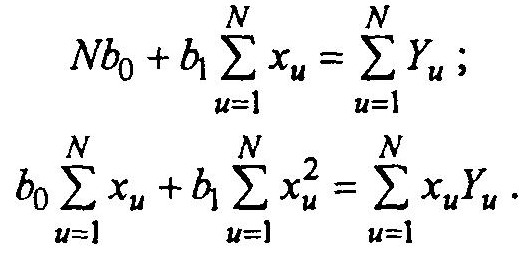 $N b_0 + b_1 \sum_{u=1}^{N} x_u = \sum_{u=1}^{N} Y_u \, ;$
$b_0 \sum_{u=1}^{N} x_u + b_1 \sum_{u=1}^{N} x_u^2 = \sum_{u=1}^{N} x_u Y_u \, .$